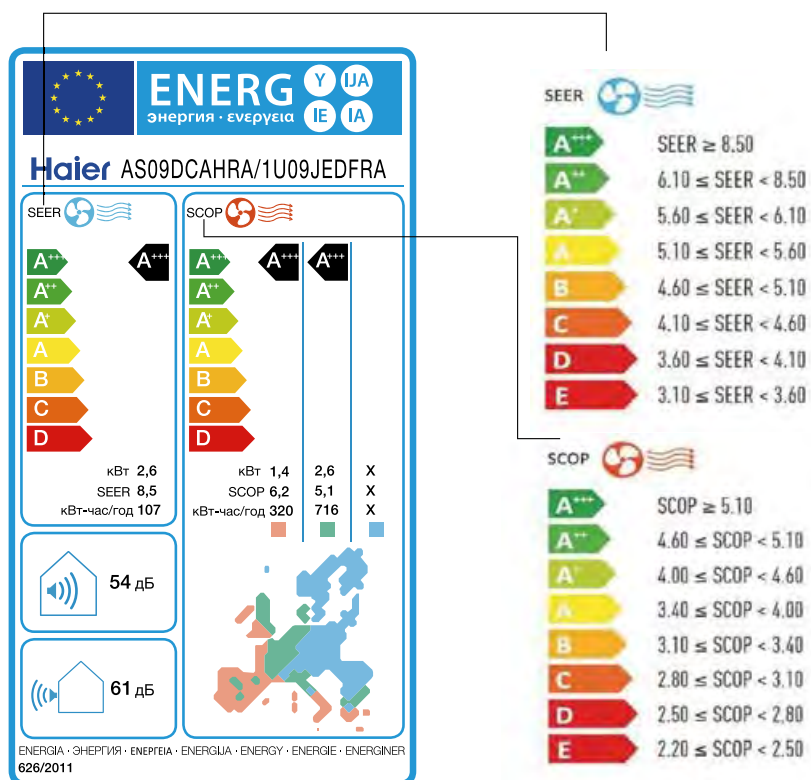 ENERG Y IJA
енергия · ενεργεια IE IA
Haier AS09DCAHRA/1U09JEDFRA
SEER
A+++ A+++
A++
A+
A
B
C
D
кВт 2,6
SEER 8,5
кВт-час/год 107
SCOP
A+++ A+++ A+++
A++
A+
A
B
C
D
кВт 1,4 2,6 X
SCOP 6,2 5,1 X
кВт-час/год 320 716 X
54 дБ
61 дБ
ENERGIA · ЭНЕРГИЯ · ΕΝΕΡΓΕΙΑ · ENERGIJA · ENERGY · ENERGIE · ENERGINER
626/2011
SEER
A+++ SEER ≥ 8.50
A++ 6.10 ≤ SEER < 8.50
A+ 5.60 ≤ SEER < 6.10
A 5.10 ≤ SEER < 5.60
B 4.60 ≤ SEER < 5.10
C 4.10 ≤ SEER < 4.60
D 3.60 ≤ SEER < 4.10
E 3.10 ≤ SEER < 3.60
SCOP
A+++ SCOP ≥ 5.10
A++ 4.60 ≤ SCOP < 5.10
A+ 4.00 ≤ SCOP < 4.60
A 3.40 ≤ SCOP < 4.00
B 3.10 ≤ SCOP < 3.40
C 2.80 ≤ SCOP < 3.10
D 2.50 ≤ SCOP < 2,80
E 2.20 ≤ SCOP < 2.50